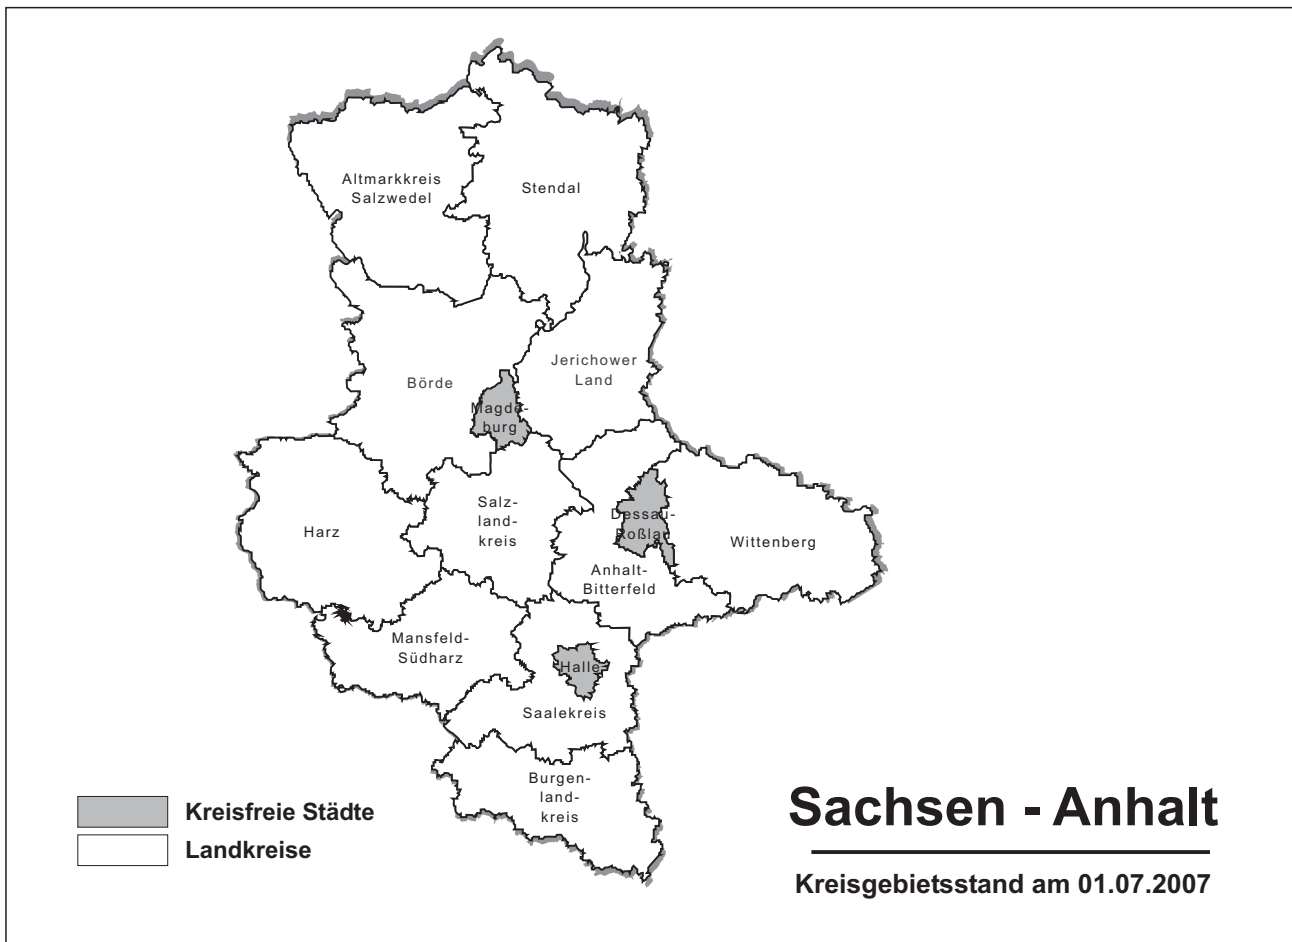 Altmarkkreis
Salzwedel
Stendal
Jerichower
Land
Börde
Magde-
burg
Salz-
land-
kreis
Harz
Dessau-
Roßlau
Wittenberg
Anhalt-
Bitterfeld
Mansfeld-
Südharz
Halle
Saalekreis
Burgen-
land-
kreis
Kreisfreie Städte
Landkreise
Sachsen - Anhalt
Kreisgebietsstand am 01.07.2007